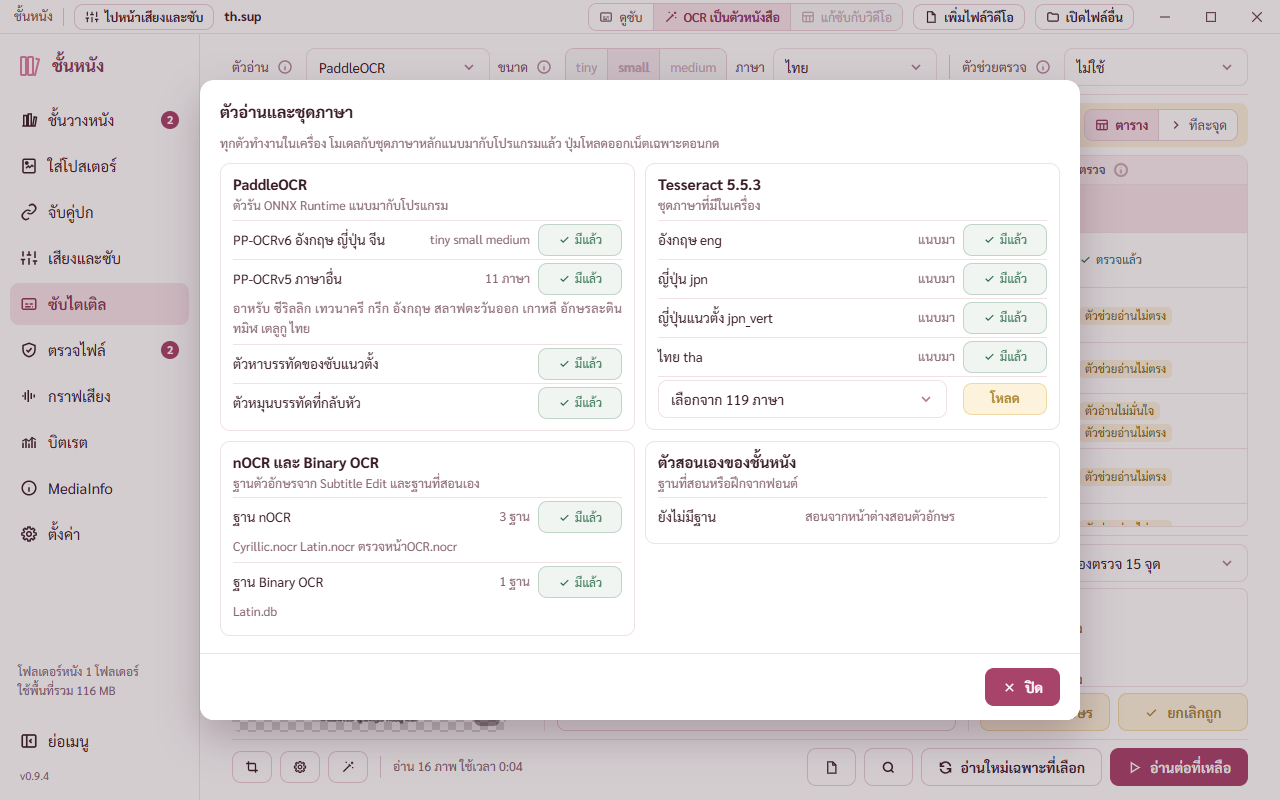 ชั้นหนัง
ไปหน้าเสียงและซับ
th.sup
ดูซับ
OCR เป็นตัวหนังสือ
แก้ซับกับวิดีโอ
เพิ่มไฟล์วิดีโอ
เปิดไฟล์อื่น
ชั้นหนัง
ตัวอ่าน
PaddleOCR
ขนาด
tiny
small
medium
ภาษา
ไทย
ตัวช่วยตรวจ
ไม่ใช้
ชั้นวางหนัง
2
ใส่โปสเตอร์
จับคู่ปก
เสียงและซับ
ซับไตเติล
ตรวจไฟล์
2
กราฟเสียง
บิตเรต
MediaInfo
ตั้งค่า
โฟลเดอร์หนัง 1 โฟลเดอร์
ใช้พื้นที่รวม 116 MB
ย่อเมนู
v0.9.4
ตัวอ่านและชุดภาษา
ทุกตัวทำงานในเครื่อง โมเดลกับชุดภาษาหลักแนบมากับโปรแกรมแล้ว ปุ่มโหลดออกเน็ตเฉพาะตอนกด
PaddleOCR
ตัวรัน ONNX Runtime แนบมากับโปรแกรม
PP-OCRv6 อังกฤษ ญี่ปุ่น จีน
tiny small medium
มีแล้ว
PP-OCRv5 ภาษาอื่น
11 ภาษา
มีแล้ว
อาหรับ ซีริลลิก เทวนาครี กรีก อังกฤษ สลาฟตะวันออก เกาหลี อักษรละติน
ทมิฬ เตลูกู ไทย
ตัวหาบรรทัดของซับแนวตั้ง
มีแล้ว
ตัวหมุนบรรทัดที่กลับหัว
มีแล้ว
Tesseract 5.5.3
ชุดภาษาที่มีในเครื่อง
อังกฤษ eng
แนบมา
มีแล้ว
ญี่ปุ่น jpn
แนบมา
มีแล้ว
ญี่ปุ่นแนวตั้ง jpn_vert
แนบมา
มีแล้ว
ไทย tha
แนบมา
มีแล้ว
เลือกจาก 119 ภาษา
โหลด
nOCR และ Binary OCR
ฐานตัวอักษรจาก Subtitle Edit และฐานที่สอนเอง
ฐาน nOCR
3 ฐาน
มีแล้ว
Cyrillic.nocr Latin.nocr ตรวจหน้าOCR.nocr
ฐาน Binary OCR
1 ฐาน
มีแล้ว
Latin.db
ตัวสอนเองของชั้นหนัง
ฐานที่สอนหรือฝึกจากฟอนต์
ยังไม่มีฐาน
สอนจากหน้าต่างสอนตัวอักษร
ปิด
ตาราง
ทีละจุด
ตรวจ
ตรวจแล้ว
ตัวช่วยอ่านไม่ตรง
ตัวช่วยอ่านไม่ตรง
ตัวอ่านไม่มั่นใจ
ตัวช่วยอ่านไม่ตรง
ตัวช่วยอ่านไม่ตรง
องตรวจ 15 จุด
ยกเลิกถูก
อ่าน 16 ภาพ ใช้เวลา 0:04
อ่านใหม่เฉพาะที่เลือก
อ่านต่อที่เหลือ